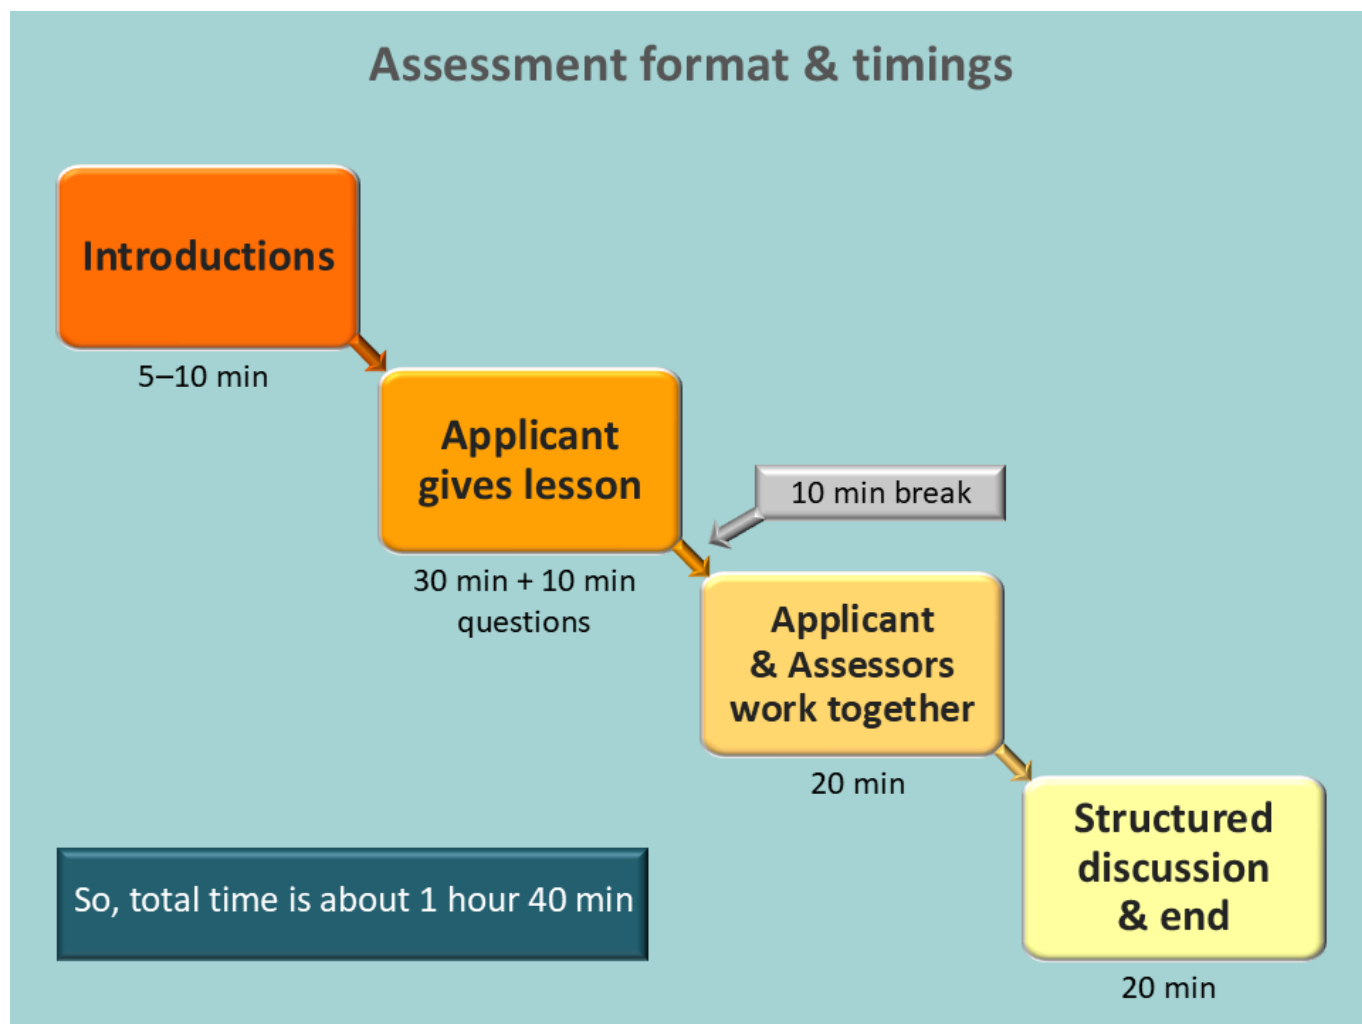 Assessment format & timings
Introductions
5–10 min
Applicant
gives lesson
30 min + 10 min
questions
10 min break
Applicant
& Assessors
work together
20 min
Structured
discussion
& end
20 min
So, total time is about 1 hour 40 min